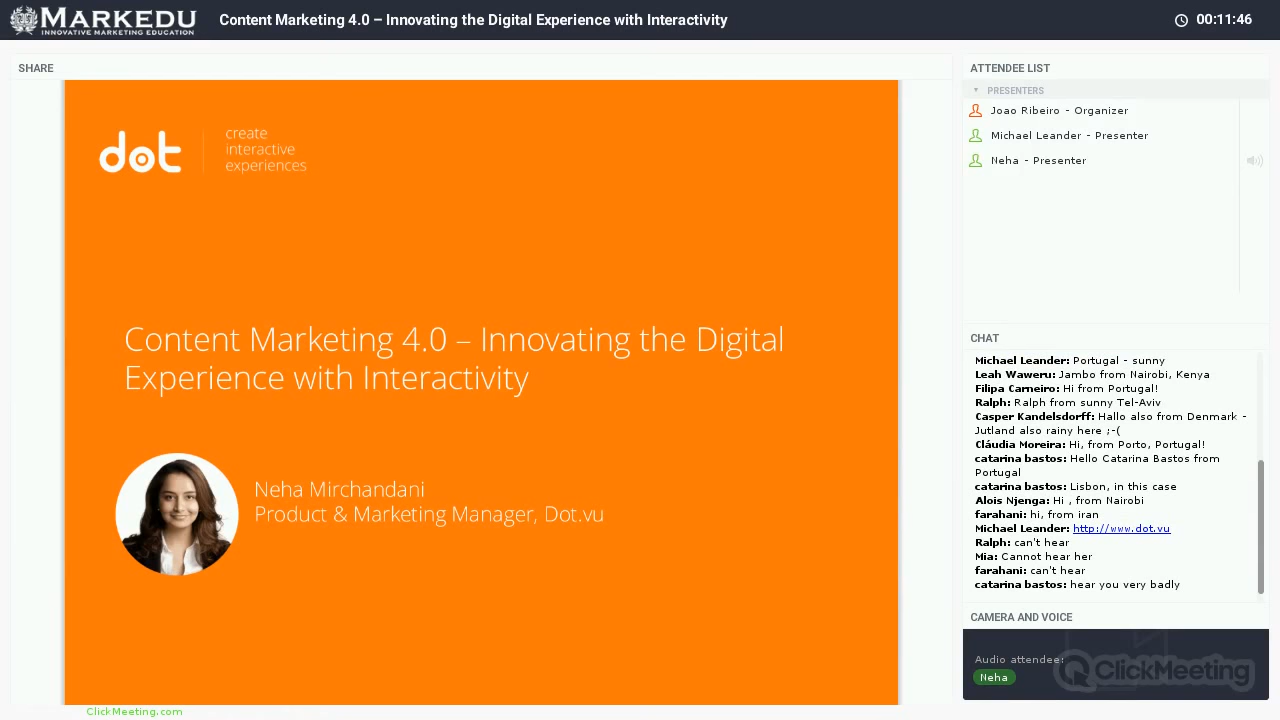 MARKEDU
INNOVATIVE MARKETING EDUCATION
Content Marketing 4.0 – Innovating the Digital Experience with Interactivity
00:11:46
SHARE
dot
create
interactive
experiences
Content Marketing 4.0 – Innovating the Digital
Experience with Interactivity
Neha Mirchandani
Product & Marketing Manager, Dot.vu
ClickMeeting.com
ATTENDEE LIST
PRESENTERS
Joao Ribeiro - Organizer
Michael Leander - Presenter
Neha - Presenter
CHAT
Michael Leander: Portugal - sunny
Leah Waweru: Jambo from Nairobi, Kenya
Filipa Carneiro: Hi from Portugal!
Ralph: Ralph from sunny Tel-Aviv
Casper Kandelsdorff: Hallo also from Denmark -
Jutland also rainy here ;-(
Cláudia Moreira: Hi, from Porto, Portugal!
catarina bastos: Hello Catarina Bastos from
Portugal
catarina bastos: Lisbon, in this case
Alois Njenga: Hi , from Nairobi
farahani: hi, from iran
Michael Leander: http://www.dot.vu
Ralph: can't hear
Mia: Cannot hear her
farahani: can't hear
catarina bastos: hear you very badly
CAMERA AND VOICE
Audio attendee:
Neha
ClickMeeting